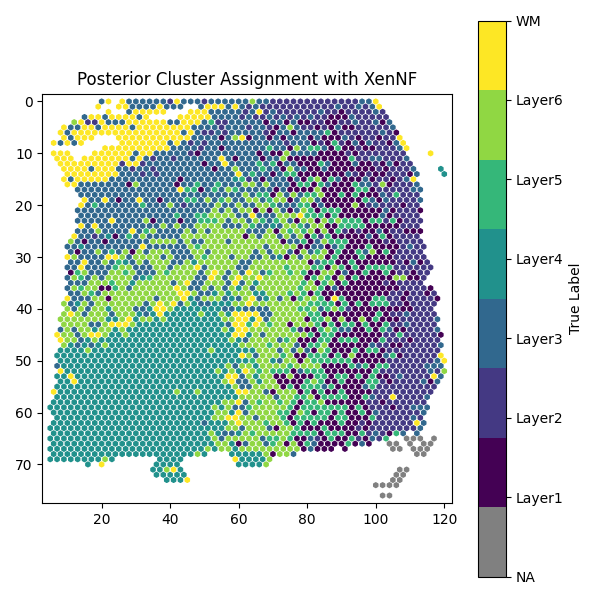 Posterior Cluster Assignment with XenNF
0
10
20
30
40
50
60
70
20
40
60
80
100
120
WM
Layer6
Layer5
Layer4
Layer3
Layer2
Layer1
NA
True Label